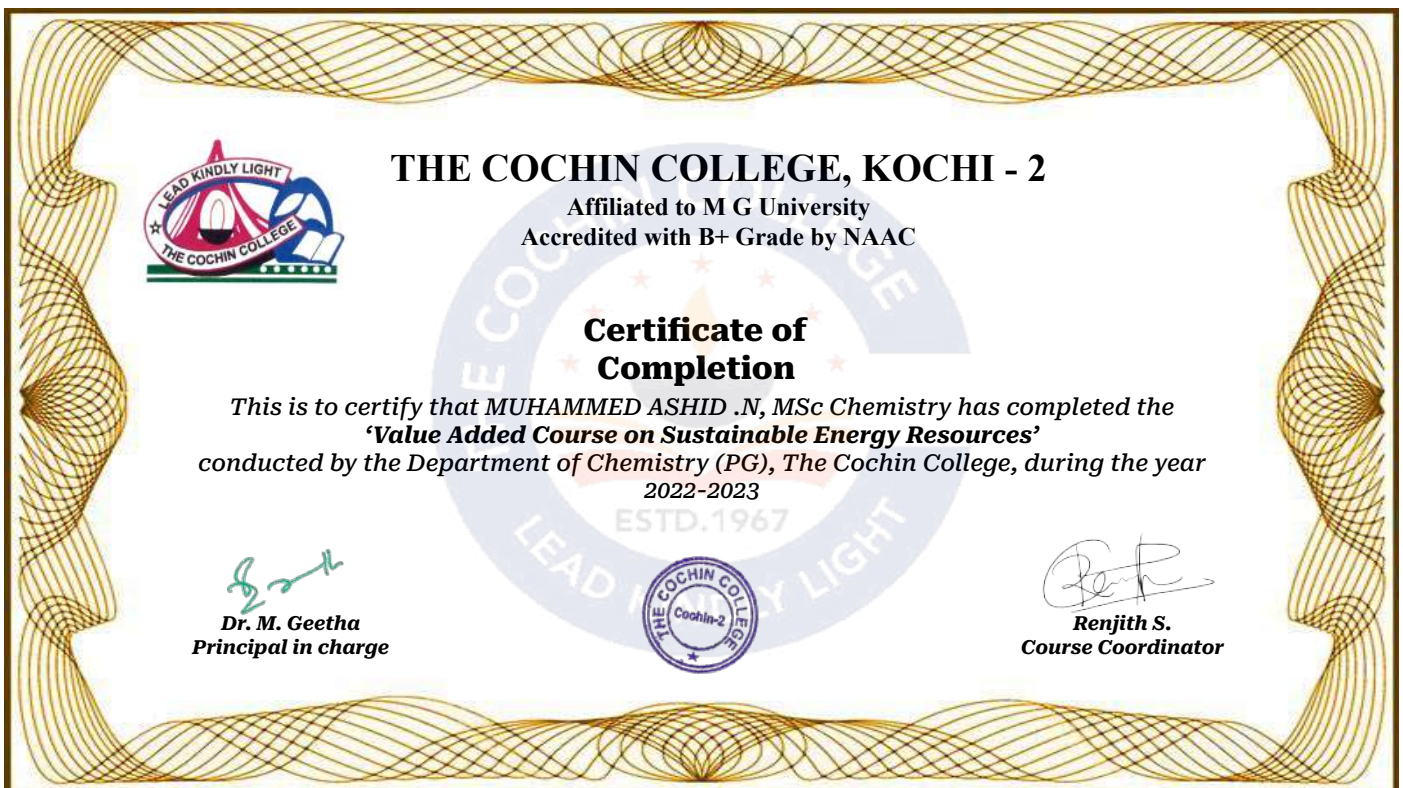 LEAD KINDLY LIGHT
THE COCHIN COLLEGE
THE COCHIN COLLEGE, KOCHI - 2
Affiliated to M G University
Accredited with B+ Grade by NAAC
THE COCHIN COLLEGE
Certificate of
Completion
This is to certify that MUHAMMED ASHID .N, MSc Chemistry has completed the
‘Value Added Course on Sustainable Energy Resources’
conducted by the Department of Chemistry (PG), The Cochin College, during the year
2022-2023
ESTD.1967
LEAD KINDLY LIGHT
Dr. M. Geetha
Principal in charge
THE COCHIN COLLEGE
Cochin-2
Renjith S.
Course Coordinator